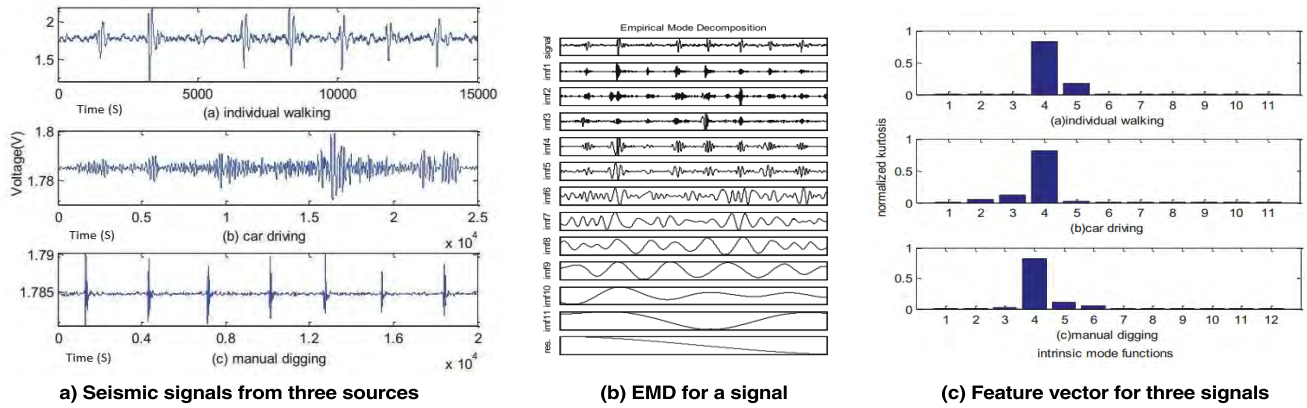 2
1.5
0 5000 10000 15000
Time (S) (a) individual walking
Voltage(V)
1.8
1.78
0 0.5 1 1.5 2 2.5
Time (S) (b) car driving x 10⁴
1.79
1.785
0 0.4 0.8 1.2 1.6 20
Time (S) (c) manual digging x 10⁴
a) Seismic signals from three sources
Empirical Mode Decomposition
signal
imf1
imf2
imf3
imf4
imf5
imf6
imf7
imf8
imf9
imf10
imf11
res.
(b) EMD for a signal
normalized kurtosis
1
0.5
0
1 2 3 4 5 6 7 8 9 10 11
(a)individual walking
1
0.5
0
1 2 3 4 5 6 7 8 9 10 11
(b)car driving
1
0.5
0
1 2 3 4 5 6 7 8 9 10 11 12
(c)manual digging
intrinsic mode functions
(c) Feature vector for three signals